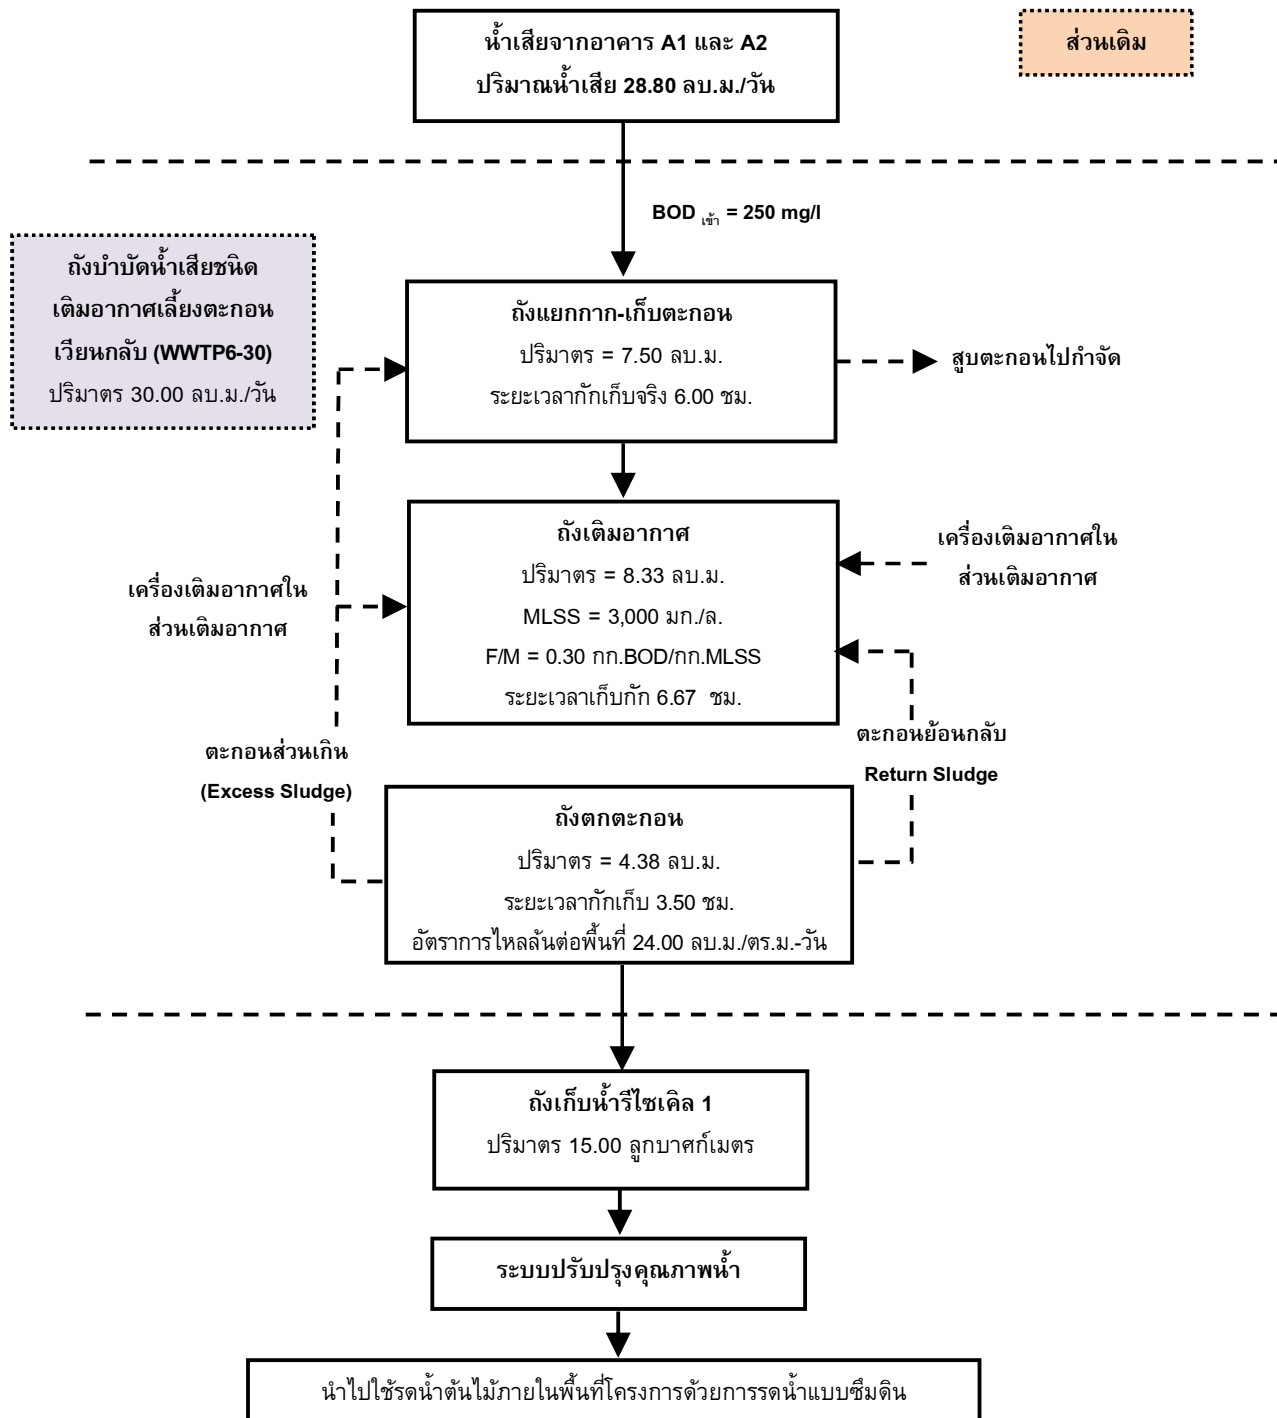 น้ำเสียจากอาคาร A1 และ A2
ปริมาณน้ำเสีย 28.80 ลบ.ม./วัน
ส่วนเดิม
BOD เข้า = 250 mg/l
ถังบำบัดน้ำเสียชนิด
เติมอากาศเลี้ยงตะกอน
เวียนกลับ (WWTP6-30)
ปริมาตร 30.00 ลบ.ม./วัน
ถังแยกกาก-เก็บตะกอน
ปริมาตร = 7.50 ลบ.ม.
ระยะเวลากักเก็บจริง 6.00 ชม.
สูบตะกอนไปกำจัด
ถังเติมอากาศ
ปริมาตร = 8.33 ลบ.ม.
MLSS = 3,000 มก./ล.
F/M = 0.30 กก.BOD/กก.MLSS
ระยะเวลาเก็บกัก 6.67 ชม.
เครื่องเติมอากาศใน
ส่วนเติมอากาศ
เครื่องเติมอากาศใน
ส่วนเติมอากาศ
ตะกอนส่วนเกิน
(Excess Sludge)
ตะกอนย้อนกลับ
Return Sludge
ถังตกตะกอน
ปริมาตร = 4.38 ลบ.ม.
ระยะเวลากักเก็บ 3.50 ชม.
อัตราการไหลล้นต่อพื้นที่ 24.00 ลบ.ม./ตร.ม.-วัน
ถังเก็บน้ำรีไซเคิล 1
ปริมาตร 15.00 ลูกบาศก์เมตร
ระบบปรับปรุงคุณภาพน้ำ
นำไปใช้รดน้ำต้นไม้ภายในพื้นที่โครงการด้วยการรดน้ำแบบซึมดิน